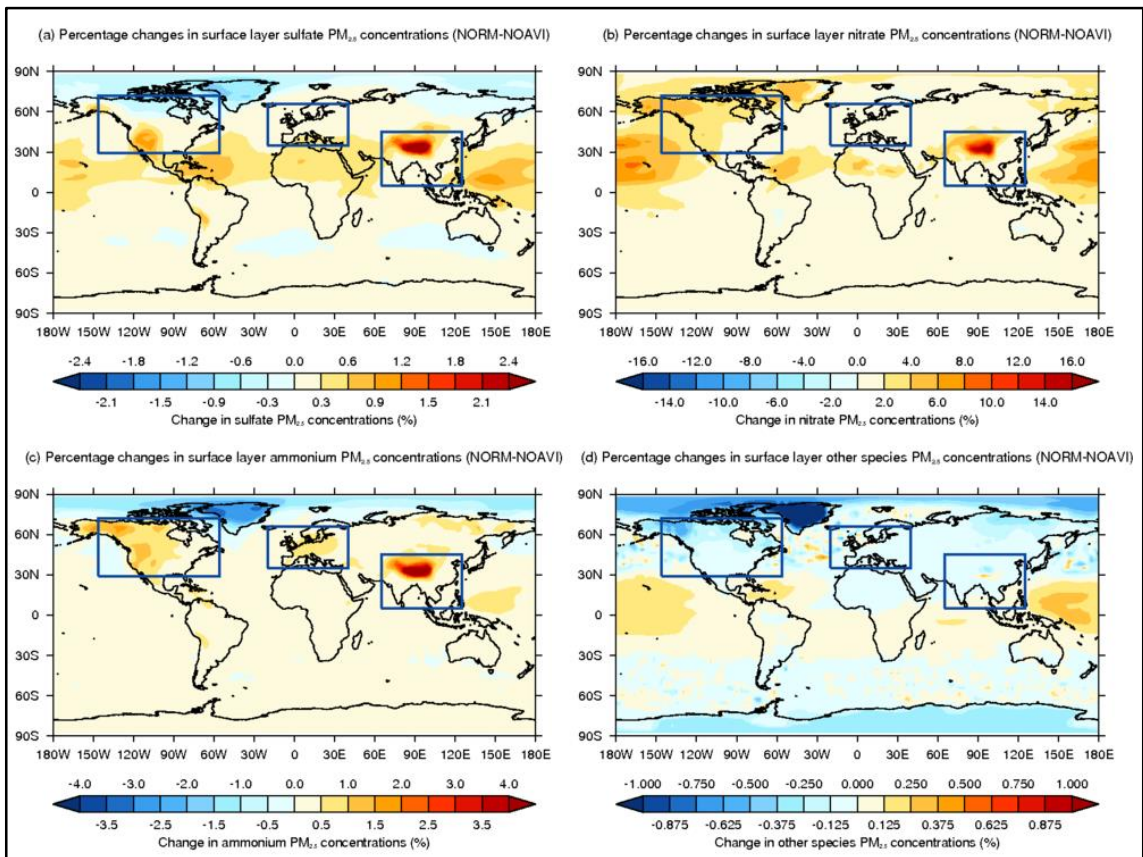 (a) Percentage changes in surface layer sulfate PM₂.₅ concentrations (NORM-NOAVI)
90N
60N
30N
0
30S
60S
90S
180W 150W 120W 90W 60W 30W 0 30E 60E 90E 120E 150E 180E
-2.4 -1.8 -1.2 -0.6 0.0 0.6 1.2 1.8 2.4
-2.1 -1.5 -0.9 -0.3 0.3 0.9 1.5 2.1
Change in sulfate PM₂.₅ concentrations (%)
(b) Percentage changes in surface layer nitrate PM₂.₅ concentrations (NORM-NOAVI)
90N
60N
30N
0
30S
60S
90S
180W 150W 120W 90W 60W 30W 0 30E 60E 90E 120E 150E 180E
-16.0 -12.0 -8.0 -4.0 0.0 4.0 8.0 12.0 16.0
-14.0 -10.0 -6.0 -2.0 2.0 6.0 10.0 14.0
Change in nitrate PM₂.₅ concentrations (%)
(c) Percentage changes in surface layer ammonium PM₂.₅ concentrations (NORM-NOAVI)
90N
60N
30N
0
30S
60S
90S
180W 150W 120W 90W 60W 30W 0 30E 60E 90E 120E 150E 180E
-4.0 -3.0 -2.0 -1.0 0.0 1.0 2.0 3.0 4.0
-3.5 -2.5 -1.5 -0.5 0.5 1.5 2.5 3.5
Change in ammonium PM₂.₅ concentrations (%)
(d) Percentage changes in surface layer other species PM₂.₅ concentrations (NORM-NOAVI)
90N
60N
30N
0
30S
60S
90S
180W 150W 120W 90W 60W 30W 0 30E 60E 90E 120E 150E 180E
-1.000 -0.750 -0.500 -0.250 0.000 0.250 0.500 0.750 1.000
-0.875 -0.625 -0.375 -0.125 0.125 0.375 0.625 0.875
Change in other species PM₂.₅ concentrations (%)